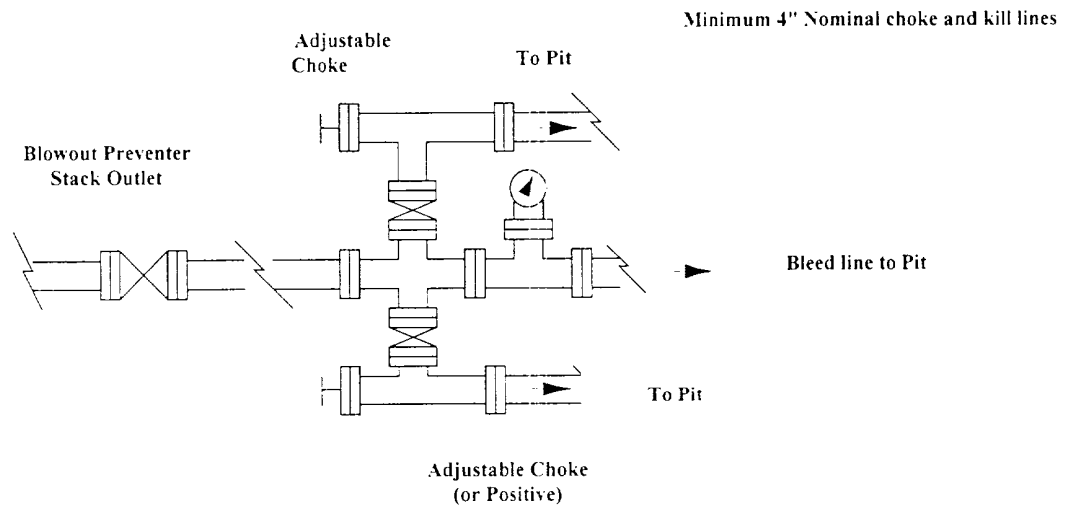 Minimum 4" Nominal choke and kill lines
Adjustable
Choke
To Pit
Blowout Preventer
Stack Outlet
Bleed line to Pit
To Pit
Adjustable Choke
(or Positive)